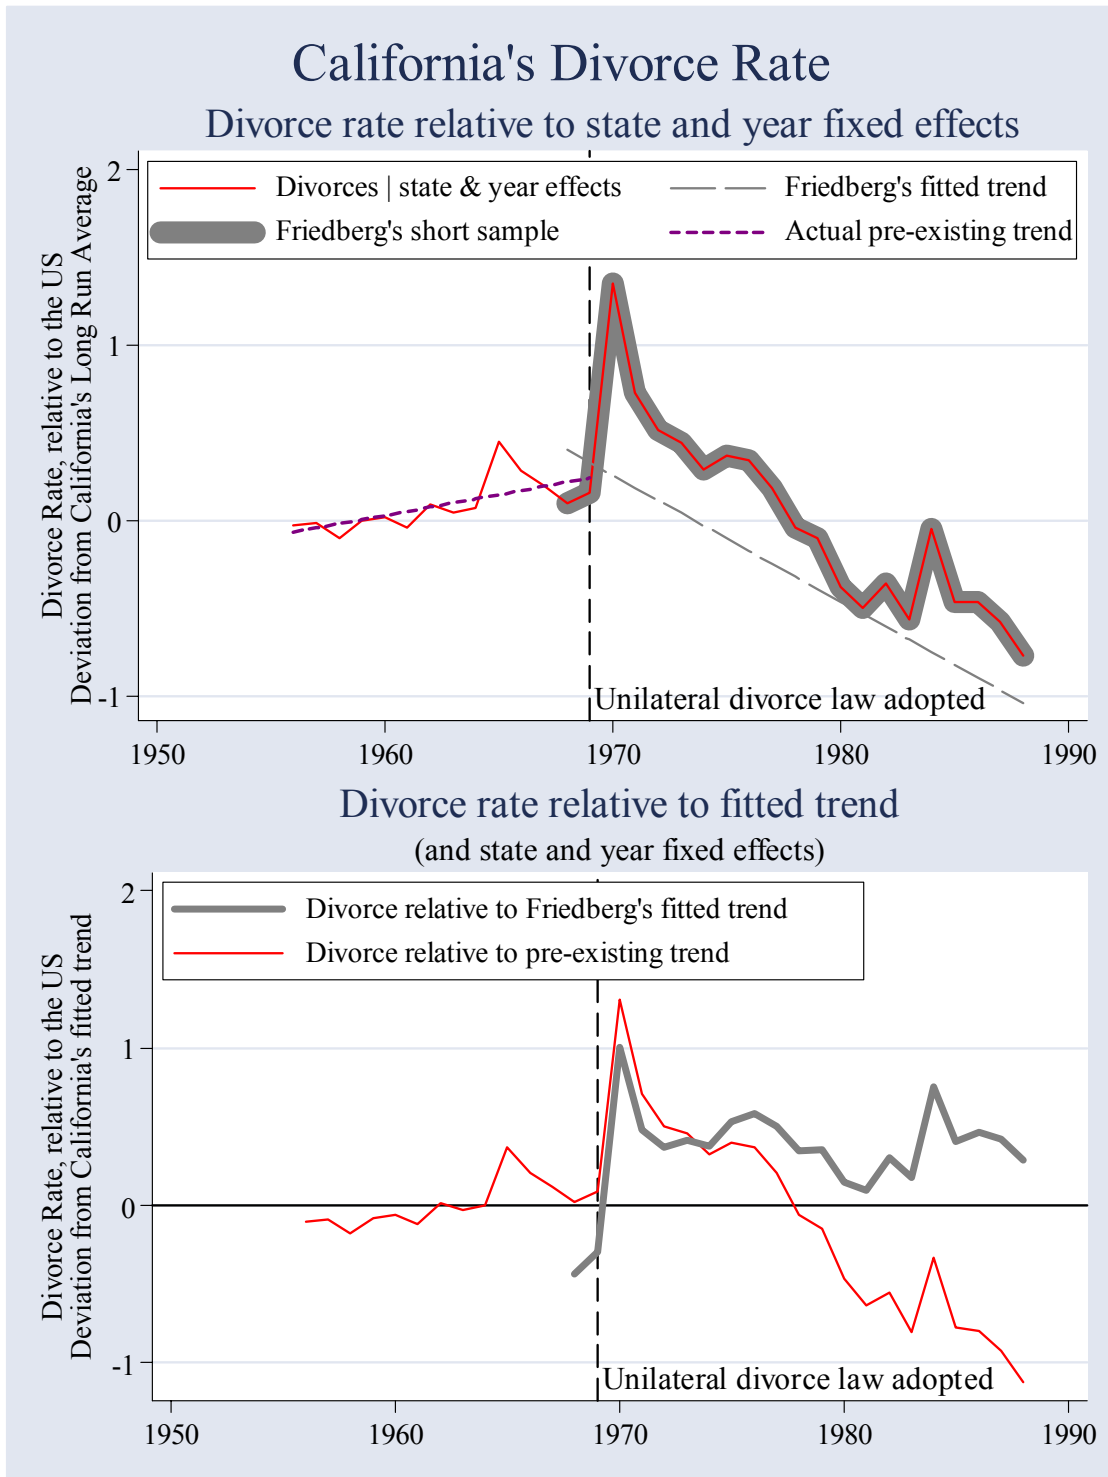 California's Divorce Rate
Divorce rate relative to state and year fixed effects
Divorce Rate, relative to the US
Deviation from California's Long Run Average
2
1
0
-1
Divorces | state & year effects
Friedberg's fitted trend
Friedberg's short sample
Actual pre-existing trend
Unilateral divorce law adopted
1950
1960
1970
1980
1990
Divorce rate relative to fitted trend
(and state and year fixed effects)
Divorce Rate, relative to the US
Deviation from California's fitted trend
2
1
0
-1
Divorce relative to Friedberg's fitted trend
Divorce relative to pre-existing trend
Unilateral divorce law adopted
1950
1960
1970
1980
1990